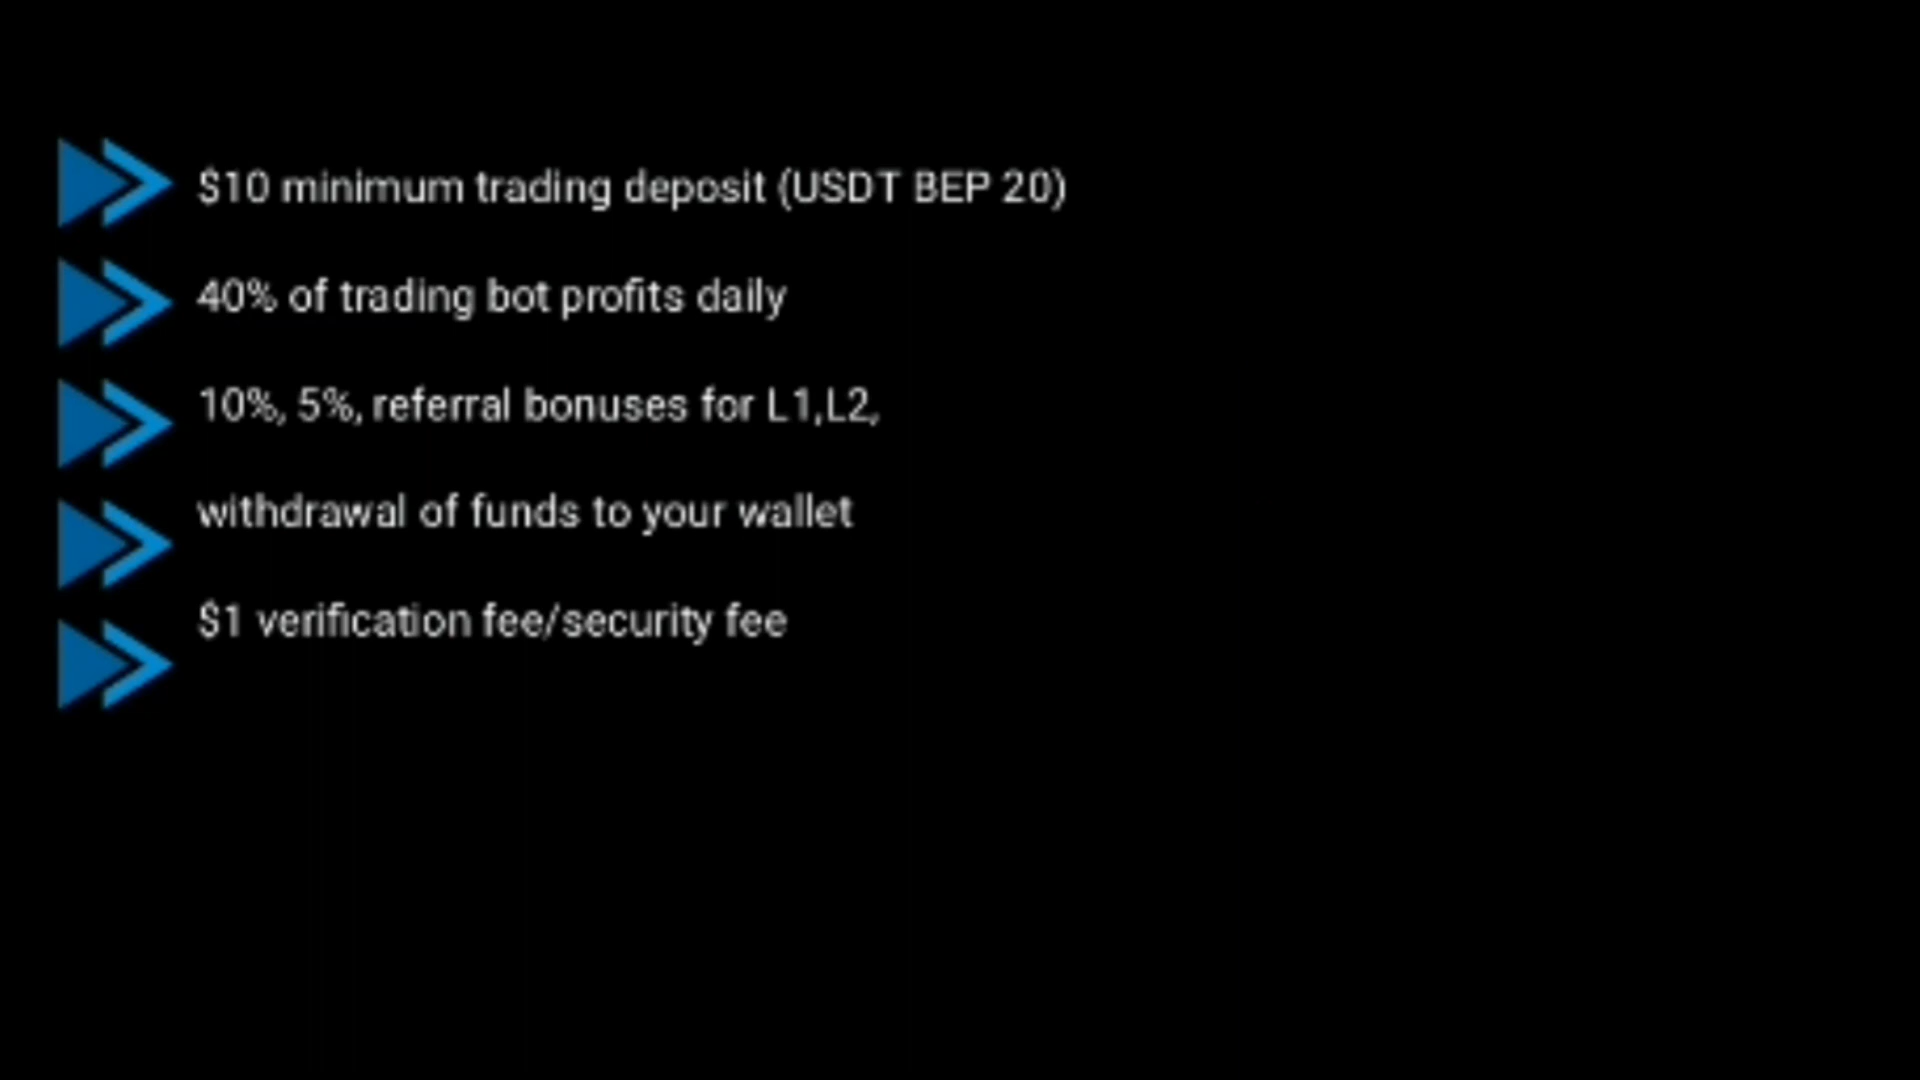 $10 minimum trading deposit (USDT BEP 20)
40% of trading bot profits daily
10%, 5%, referral bonuses for L1,L2,
withdrawal of funds to your wallet
$1 verification fee/security fee